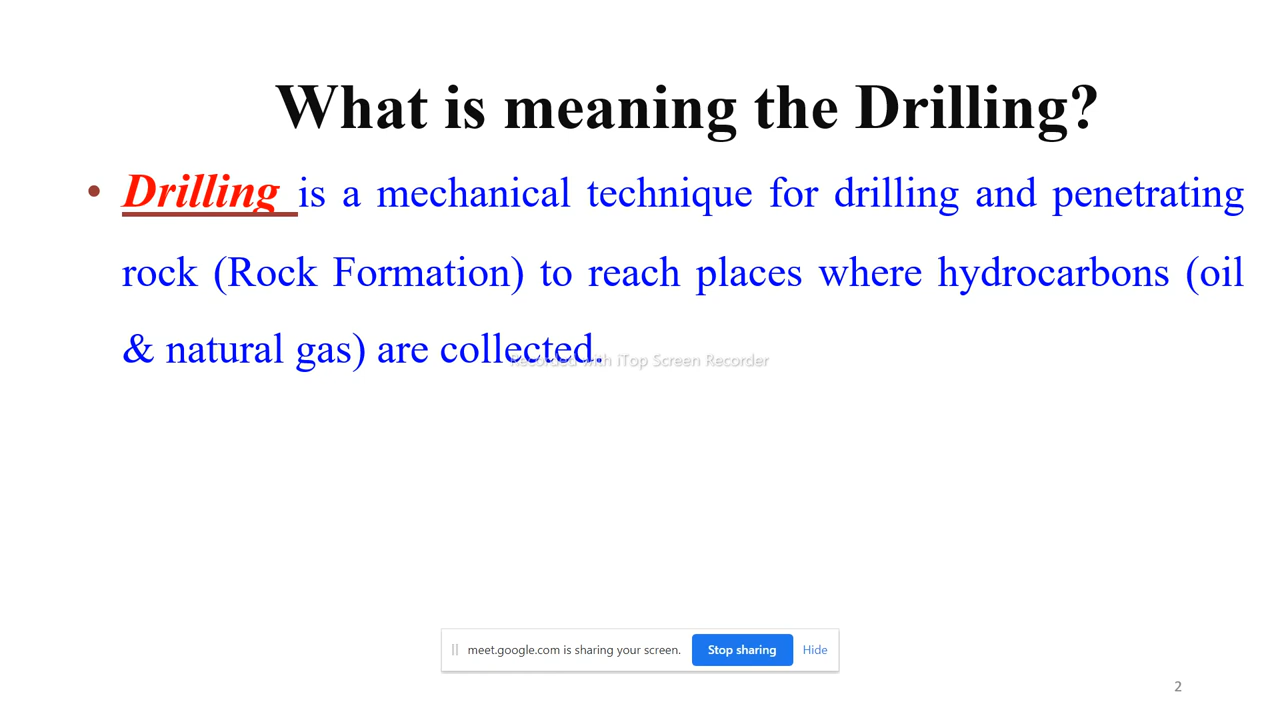 What is meaning the Drilling?
• Drilling is a mechanical technique for drilling and penetrating
rock (Rock Formation) to reach places where hydrocarbons (oil
& natural gas) are collected.
Recorded with iTop Screen Recorder
meet.google.com is sharing your screen. Stop sharing Hide
2